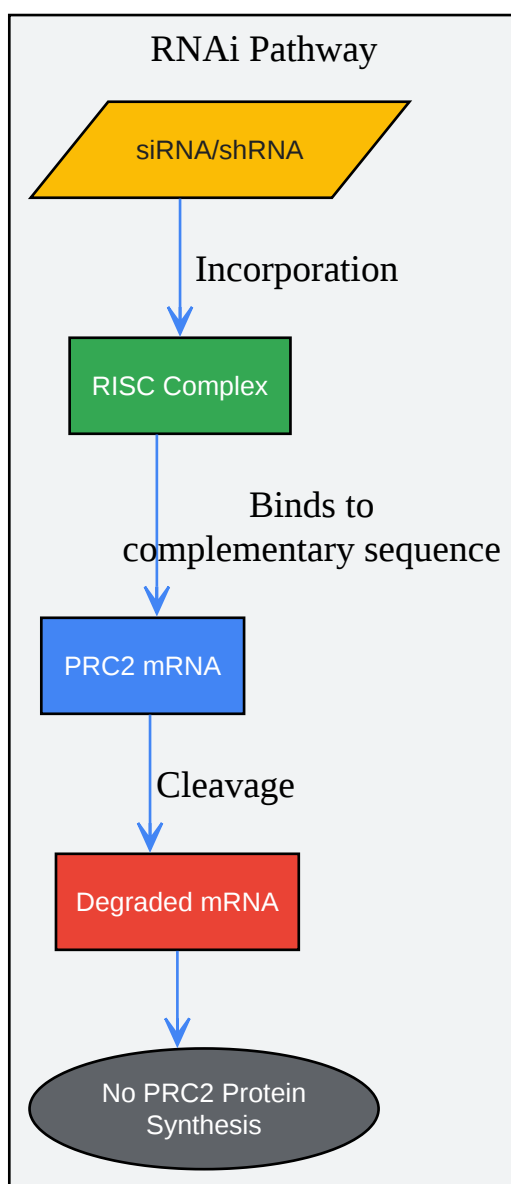 RNAi Pathway
siRNA/shRNA
Incorporation
RISC Complex
Binds to
complementary sequence
PRC2 mRNA
Cleavage
Degraded mRNA
No PRC2 Protein
Synthesis